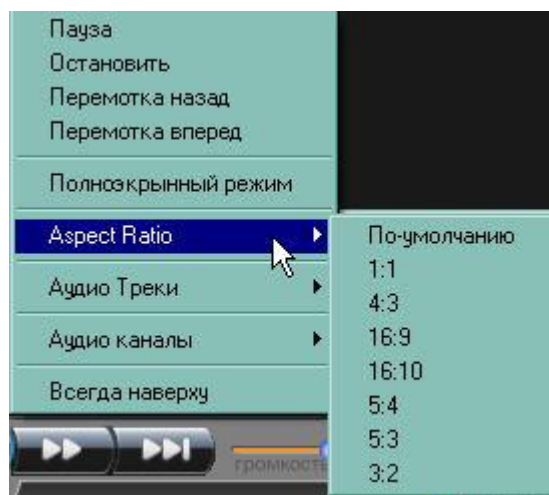 Пауза
Остановить
Перемотка назад
Перемотка вперед
Полноэкрынный режим
Aspect Ratio
Аудио Треки
Аудио каналы
Всегда наверху
По-умолчанию
1:1
4:3
16:9
16:10
5:4
5:3
3:2
громкость